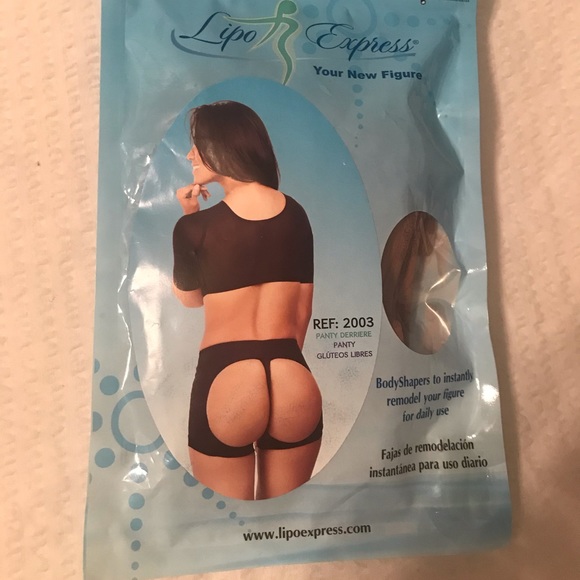 Lipo Express®
Your New Figure
REF: 2003
PANTY DERRIERE
PANTY
GLÚTEOS LIBRES
BodyShapers to instantly
remodel your figure
for daily use
Fajas de remodelación
instantánea para uso diario
www.lipoexpress.com